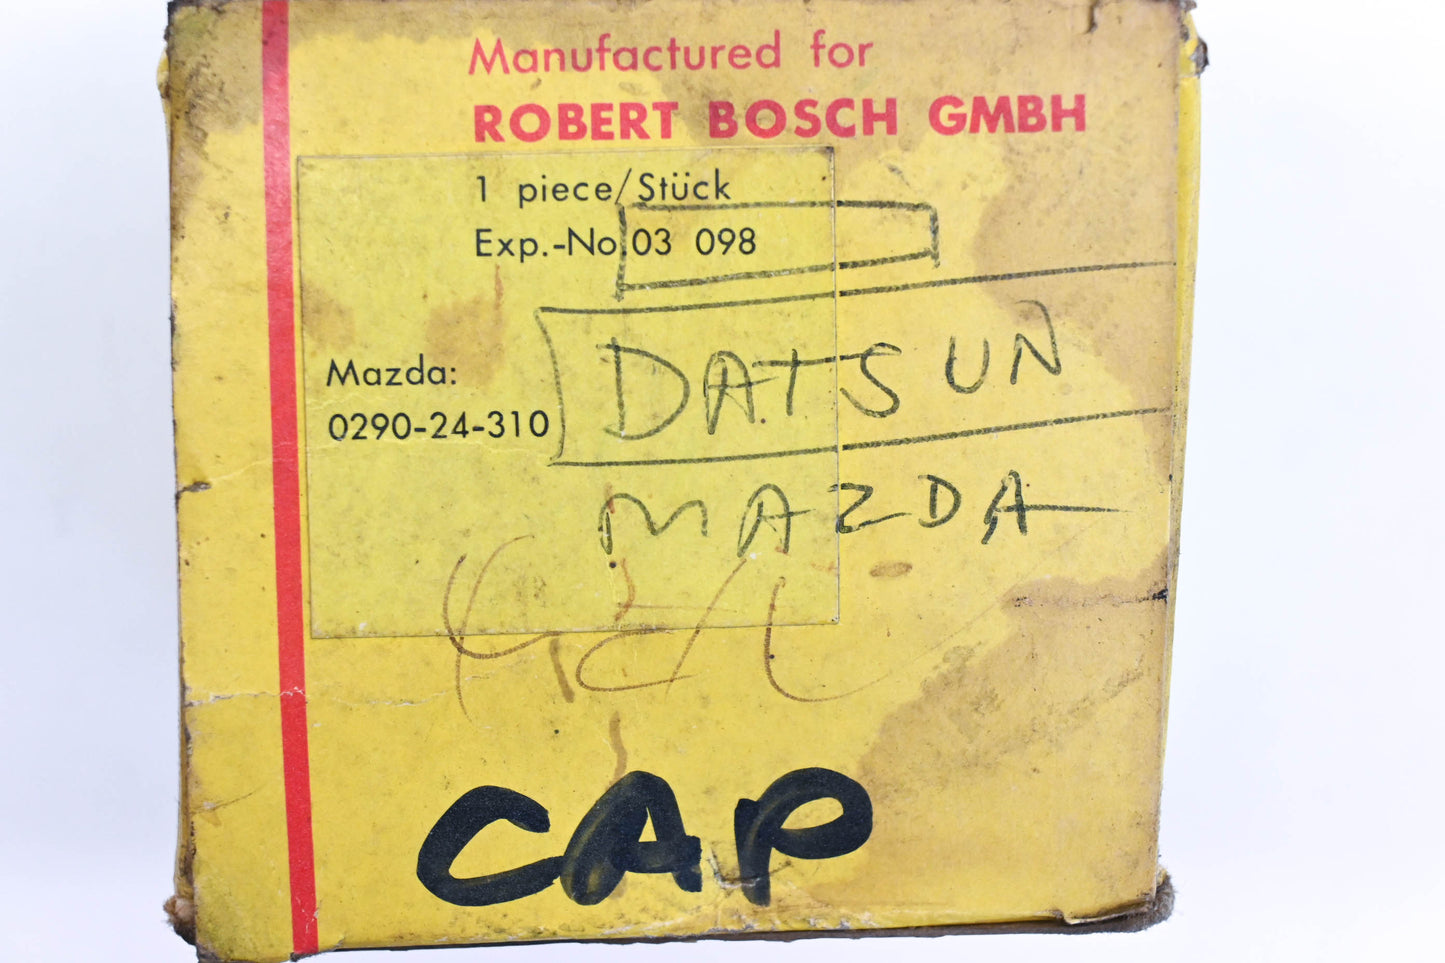 Manufactured for
ROBERT BOSCH GMBH
1 piece/Stück
Exp.-No.03 098
DATSUN
Mazda:
0290-24-310
MAZDA
CAP